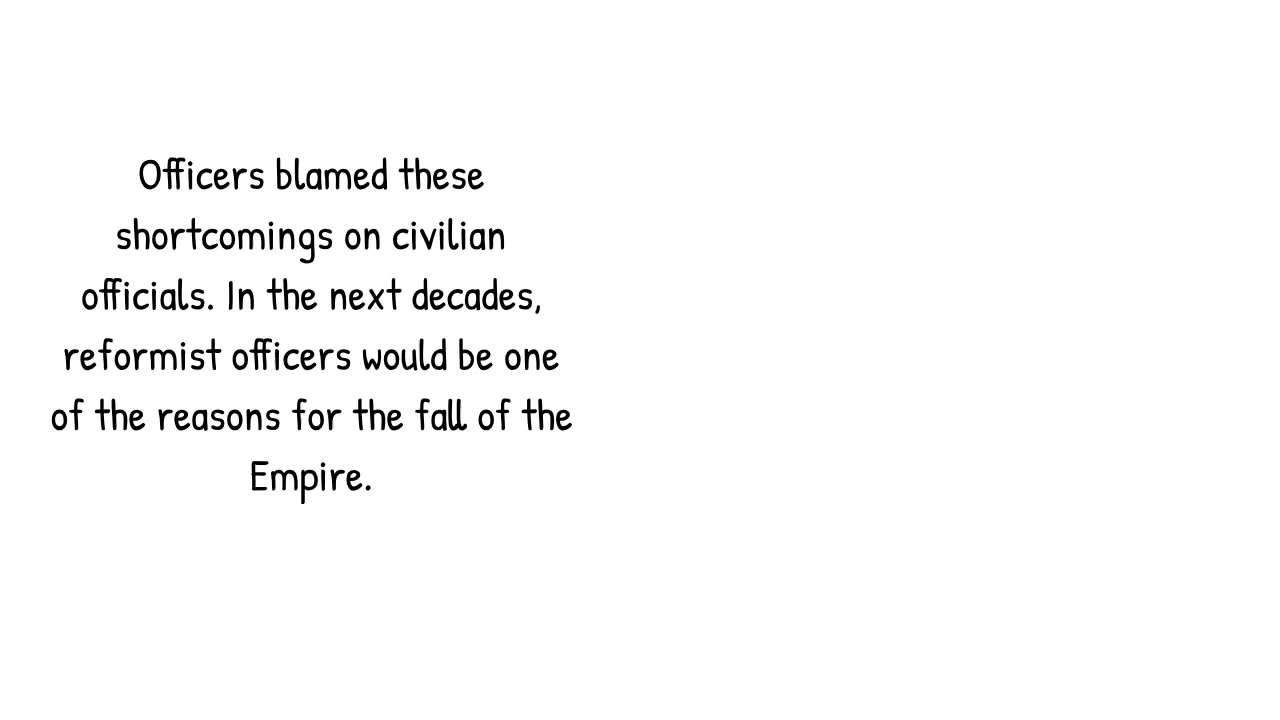 Officers blamed these
shortcomings on civilian
officials. In the next decades,
reformist officers would be one
of the reasons for the fall of the
Empire.